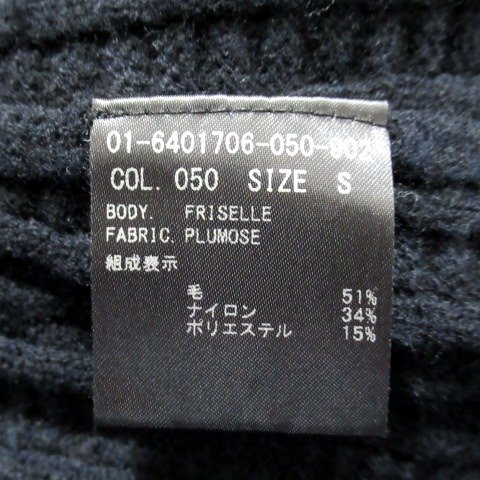 01-6401706-050-902
COL. 050 SIZE S
BODY. FRISELLE
FABRIC. PLUMOSE
組成表示
毛 51%
ナイロン 34%
ポリエステル 15%